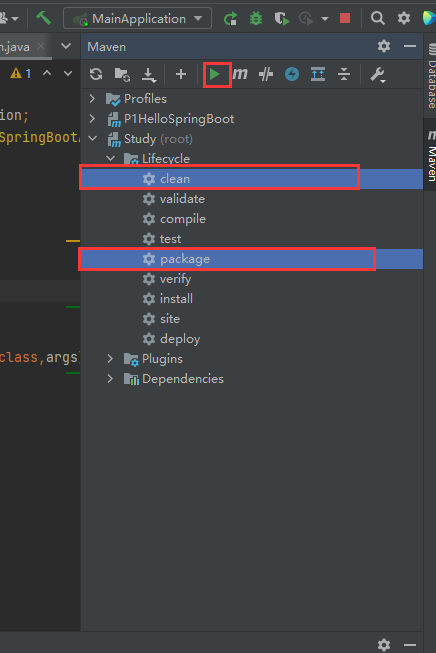 MainApplication
n.java
Maven
1
ion;
SpringBootA
class,args)
Profiles
P1HelloSpringBoot
Study (root)
Lifecycle
clean
validate
compile
test
package
verify
install
site
deploy
Plugins
Dependencies
Database
m Maven